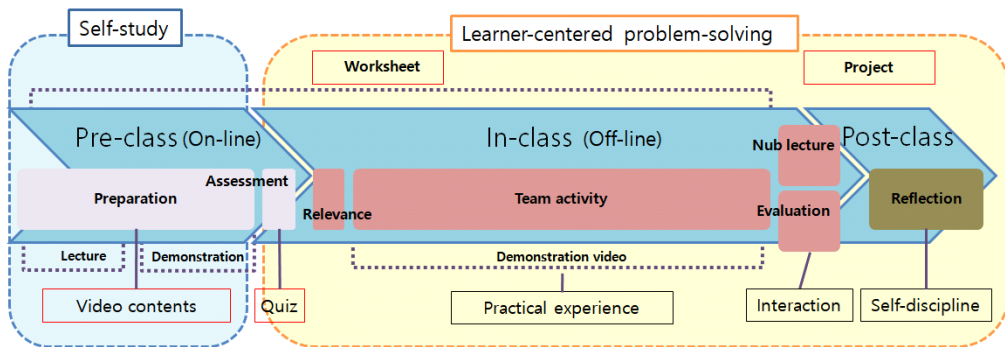 Self-study
Learner-centered problem-solving
Worksheet
Project
Pre-class (On-line)
In-class (Off-line)
Post-class
Nub lecture
Preparation
Assessment
Relevance
Team activity
Evaluation
Reflection
Lecture
Demonstration
Demonstration video
Video contents
Quiz
Practical experience
Interaction
Self-discipline